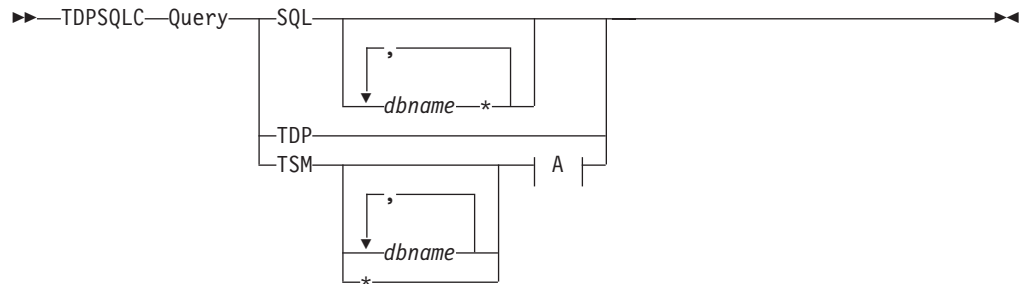 TDPSQLC Query SQL
,
dbname *
TDP
TSM A
,
dbname
*